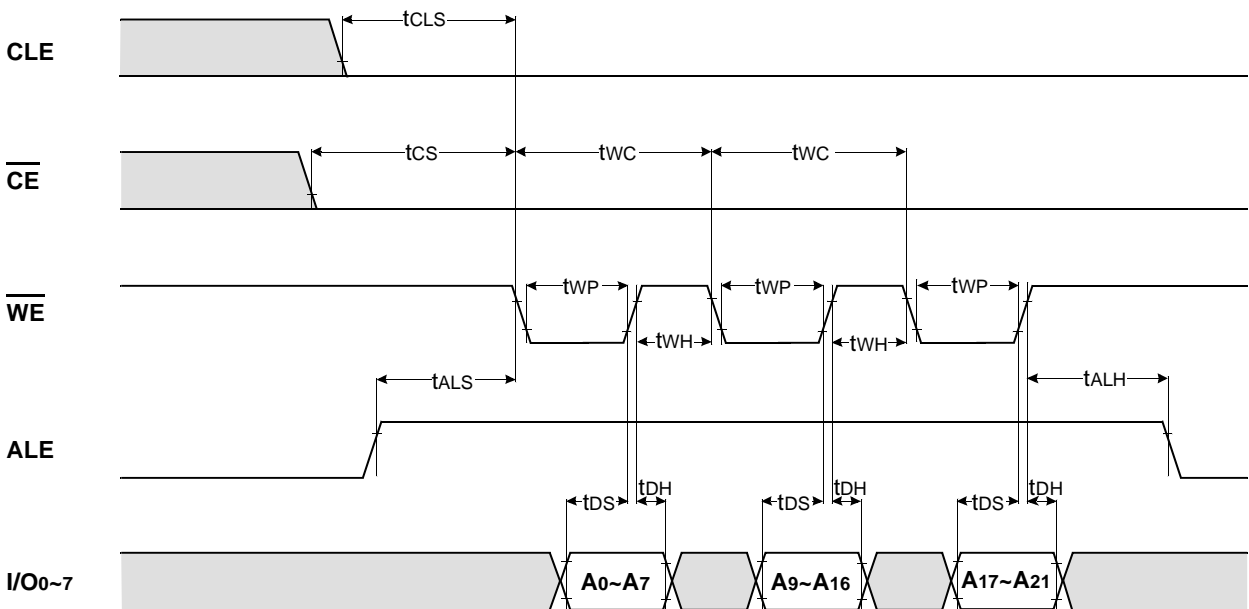 CLE
tCLS
CE
tCS
tWC
tWC
WE
tWP
tWP
tWP
tWH
tWH
tALS
tALH
ALE
tDS
tDH
tDS
tDH
tDS
tDH
I/O0~7
A0~A7
A9~A16
A17~A21